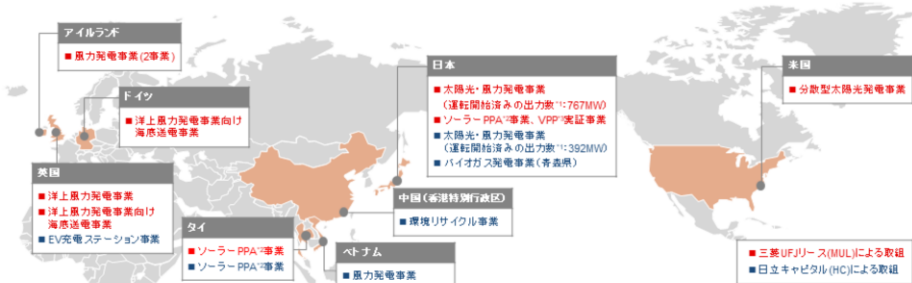 アイルランド
■ 風力発電事業(2事業)
ドイツ
■ 洋上風力発電事業向け
海底送電事業
英国
■ 洋上風力発電事業
■ 洋上風力発電事業向け
海底送電事業
■ EV充電ステーション事業
タイ
■ ソーラーPPA*²事業
■ ソーラーPPA*²事業
日本
■ 太陽光・風力発電事業
(運転開始済みの出力数*¹:767MW)
■ ソーラーPPA*²事業、VPP*³実証事業
■ 太陽光・風力発電事業
(運転開始済みの出力数*¹:392MW)
■ バイオガス発電事業(青森県)
中国(香港特別行政区)
■ 環境リサイクル事業
ベトナム
■ 風力発電事業
米国
■ 分散型太陽光発電事業
■ 三菱UFJリース(MUL)による取組
■ 日立キャピタル(HC)による取組